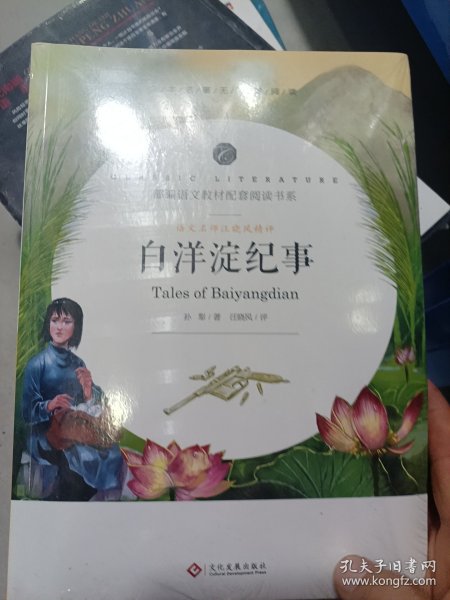 CLASSIC LITERATURE
部编语文教材配套阅读书系
语文名师汪晓风精评
白洋淀纪事
Tales of Baiyangdian
孙犁/著 汪晓风/评
文化发展出版社
Cultural Development Press
孔夫子旧书网
www.kongfz.com